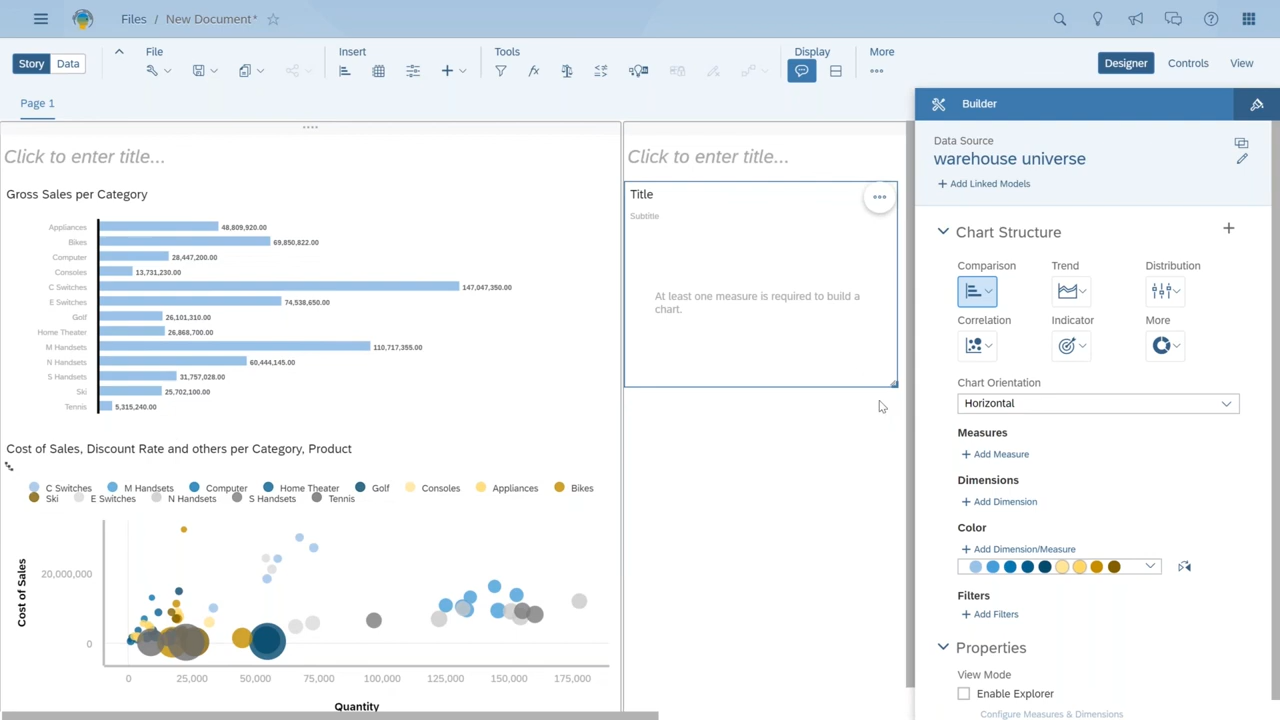 Files / New Document*
Story Data
File Insert Tools Display More
Designer Controls View
Page 1
Builder
Click to enter title...
Click to enter title...
Data Source
warehouse universe
+ Add Linked Models
Gross Sales per Category
Appliances 48,809,920.00
Bikes 69,850,822.00
Computer 28,447,200.00
Consoles 13,731,230.00
C Switches 147,047,350.00
E Switches 74,538,650.00
Golf 26,101,310.00
Home Theater 26,868,700.00
M Handsets 110,717,355.00
N Handsets 60,444,145.00
S Handsets 31,757,028.00
Ski 25,702,100.00
Tennis 5,315,240.00
Title
Subtitle
At least one measure is required to build a
chart.
Chart Structure
Comparison Trend Distribution
Correlation Indicator More
Chart Orientation
Horizontal
Measures
+ Add Measure
Dimensions
+ Add Dimension
Color
+ Add Dimension/Measure
Filters
+ Add Filters
Properties
View Mode
Enable Explorer
Configure Measures & Dimensions
Cost of Sales, Discount Rate and others per Category, Product
C Switches M Handsets Computer Home Theater Golf Consoles Appliances Bikes
Ski E Switches N Handsets S Handsets Tennis
Cost of Sales
20,000,000
0
0 25,000 50,000 75,000 100,000 125,000 150,000 175,000
Quantity